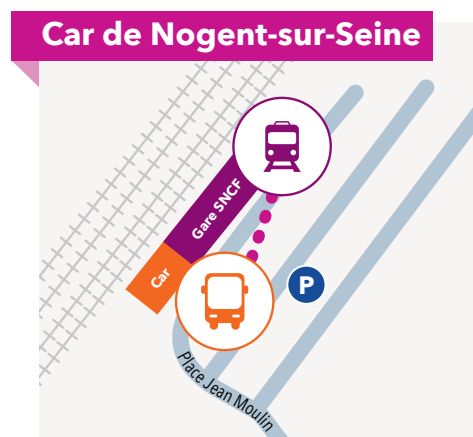 Car de Nogent-sur-Seine
Gare SNCF
Car
P
Place Jean Moulin